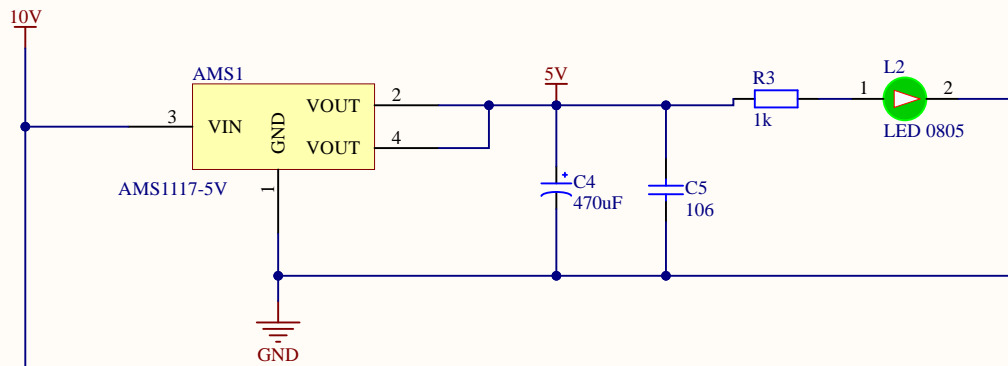 10V
AMS1
3
VIN
GND
VOUT
2
VOUT
4
1
AMS1117-5V
GND
5V
+
C4
470uF
C5
106
R3
1k
L2
1
2
LED 0805